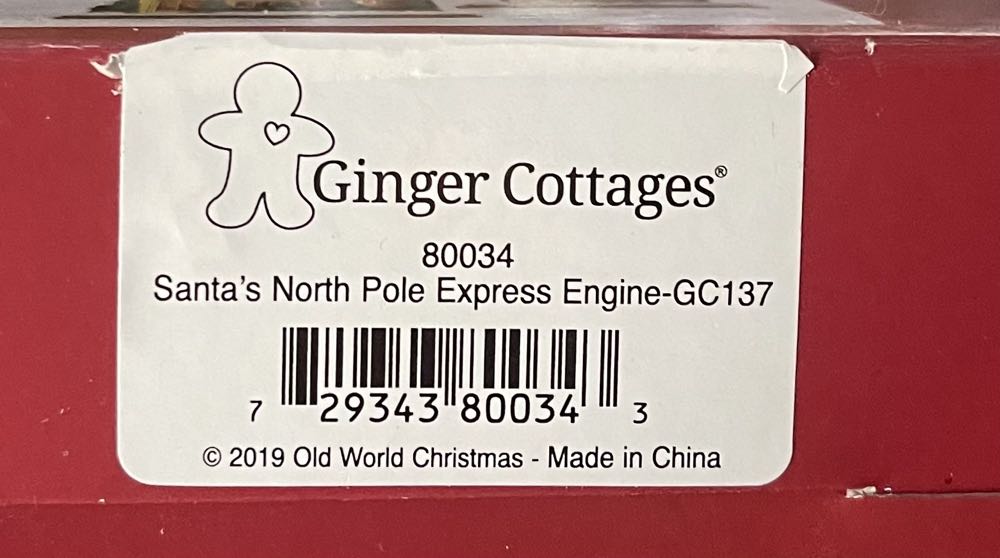 Ginger Cottages®
80034
Santa's North Pole Express Engine-GC137
7 29343 80034 3
© 2019 Old World Christmas - Made in China